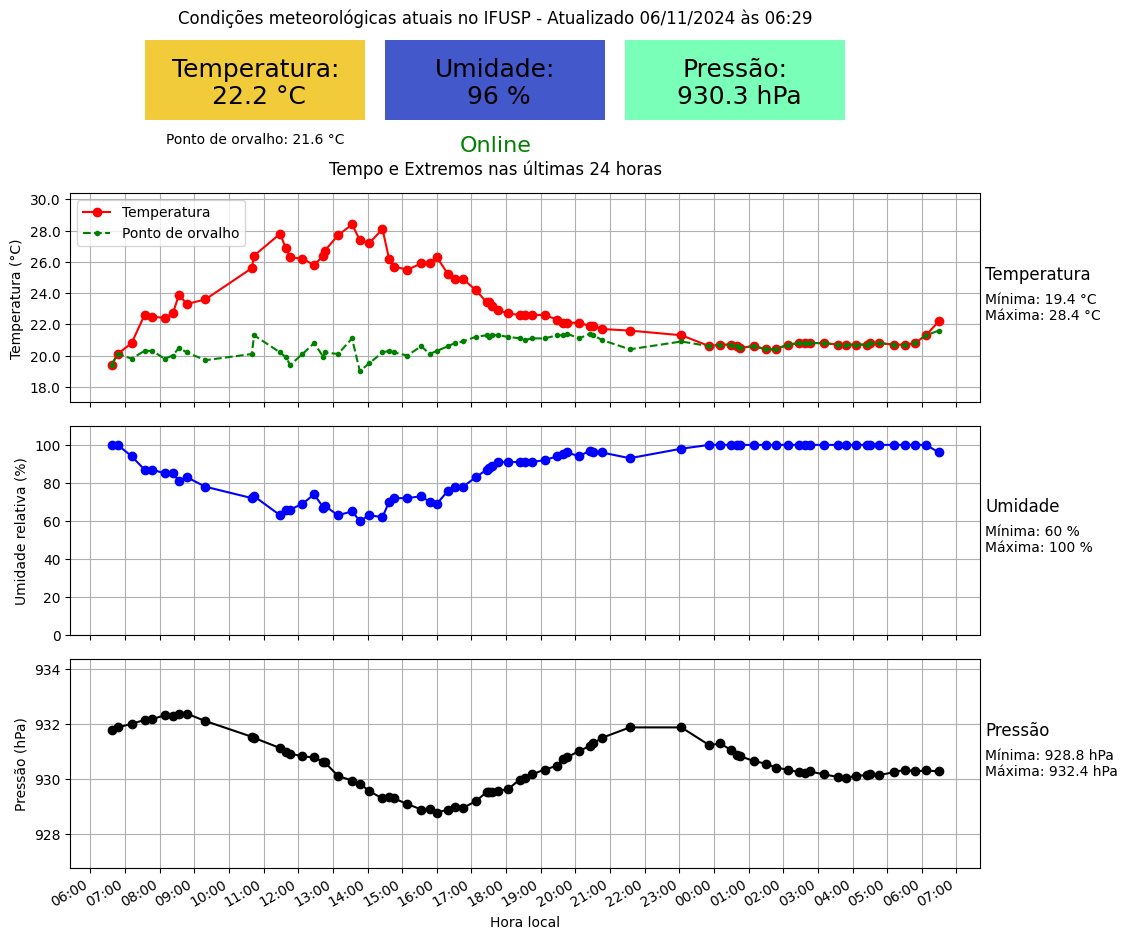 Condições meteorológicas atuais no IFUSP - Atualizado 06/11/2024 às 06:29
Temperatura:
22.2 °C
Umidade:
96 %
Pressão:
930.3 hPa
Ponto de orvalho: 21.6 °C
Online
Tempo e Extremos nas últimas 24 horas
Temperatura (°C)
30.0
28.0
26.0
24.0
22.0
20.0
18.0
Temperatura
Ponto de orvalho
Temperatura
Mínima: 19.4 °C
Máxima: 28.4 °C
Umidade relativa (%)
100
80
60
40
20
0
Umidade
Mínima: 60 %
Máxima: 100 %
Pressão (hPa)
934
932
930
928
Pressão
Mínima: 928.8 hPa
Máxima: 932.4 hPa
06:00 07:00 08:00 09:00 10:00 11:00 12:00 13:00 14:00 15:00 16:00 17:00 18:00 19:00 20:00 21:00 22:00 23:00 00:00 01:00 02:00 03:00 04:00 05:00 06:00 07:00
Hora local